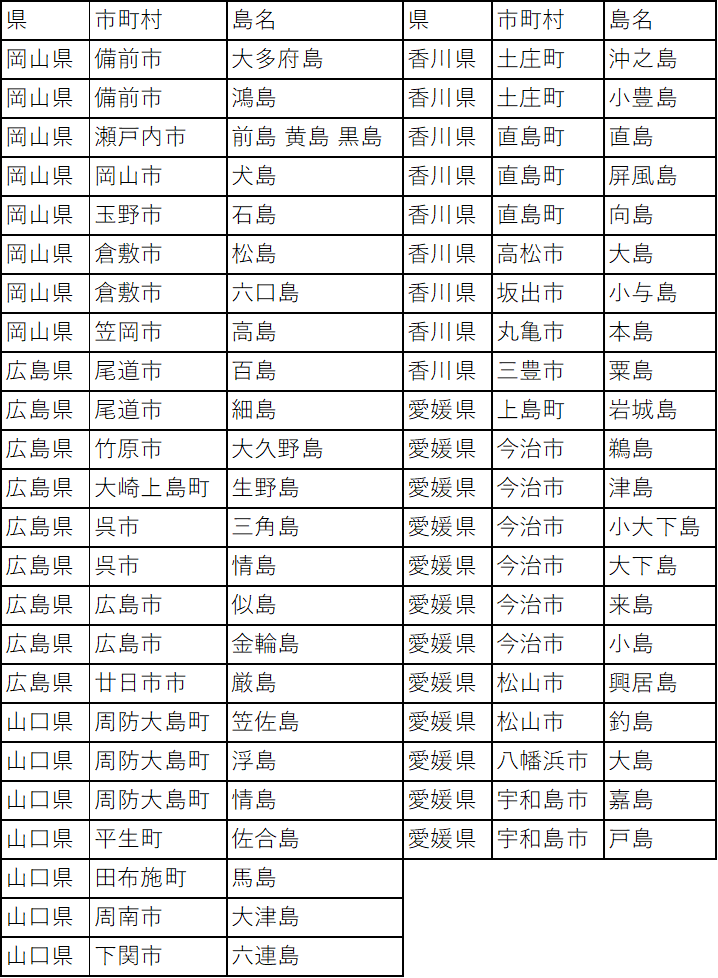 県 市町村 島名 県 市町村 島名
岡山県 備前市 大多府島 香川県 土庄町 沖之島
岡山県 備前市 鴻島 香川県 土庄町 小豊島
岡山県 瀬戸内市 前島 黄島 黒島 香川県 直島町 直島
岡山県 岡山市 犬島 香川県 直島町 屏風島
岡山県 玉野市 石島 香川県 直島町 向島
岡山県 倉敷市 松島 香川県 高松市 大島
岡山県 倉敷市 六口島 香川県 坂出市 小与島
岡山県 笠岡市 高島 香川県 丸亀市 本島
広島県 尾道市 百島 香川県 三豊市 粟島
広島県 尾道市 細島 愛媛県 上島町 岩城島
広島県 竹原市 大久野島 愛媛県 今治市 鵜島
広島県 大崎上島町 生野島 愛媛県 今治市 津島
広島県 呉市 三角島 愛媛県 今治市 小大下島
広島県 呉市 情島 愛媛県 今治市 大下島
広島県 広島市 似島 愛媛県 今治市 来島
広島県 広島市 金輪島 愛媛県 今治市 小島
広島県 廿日市市 厳島 愛媛県 松山市 興居島
山口県 周防大島町 笠佐島 愛媛県 松山市 釣島
山口県 周防大島町 浮島 愛媛県 八幡浜市 大島
山口県 周防大島町 情島 愛媛県 宇和島市 嘉島
山口県 平生町 佐合島 愛媛県 宇和島市 戸島
山口県 田布施町 馬島
山口県 周南市 大津島
山口県 下関市 六連島